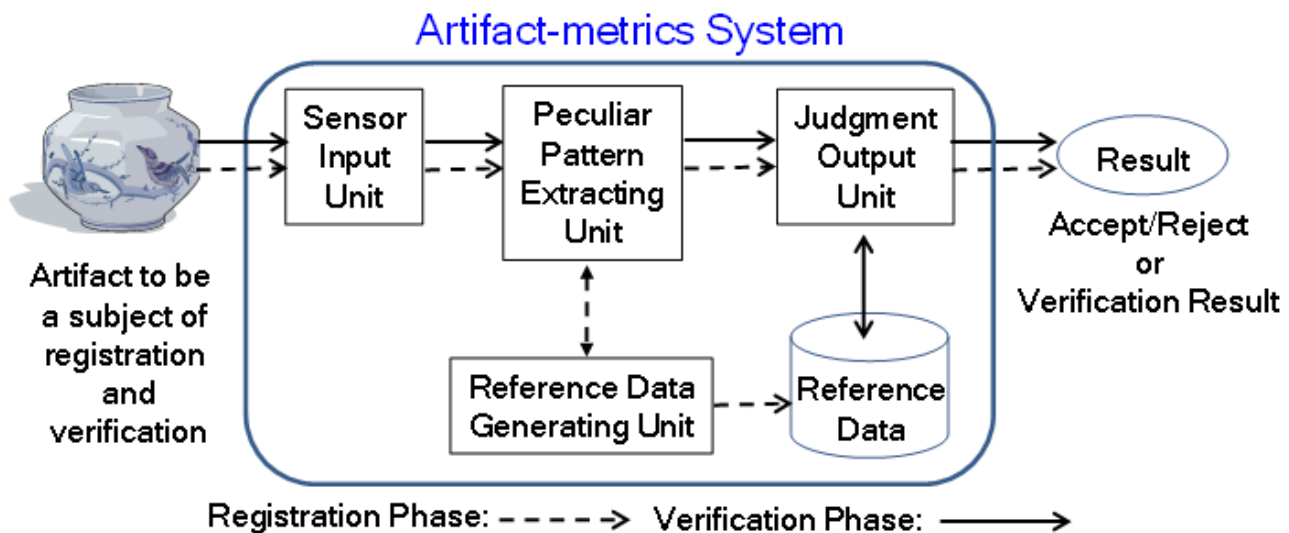 Artifact-metrics System
Sensor
Input
Unit
Peculiar
Pattern
Extracting
Unit
Judgment
Output
Unit
Result
Accept/Reject
or
Verification Result
Artifact to be
a subject of
registration
and
verification
Reference Data
Generating Unit
Reference
Data
Registration Phase:
Verification Phase: